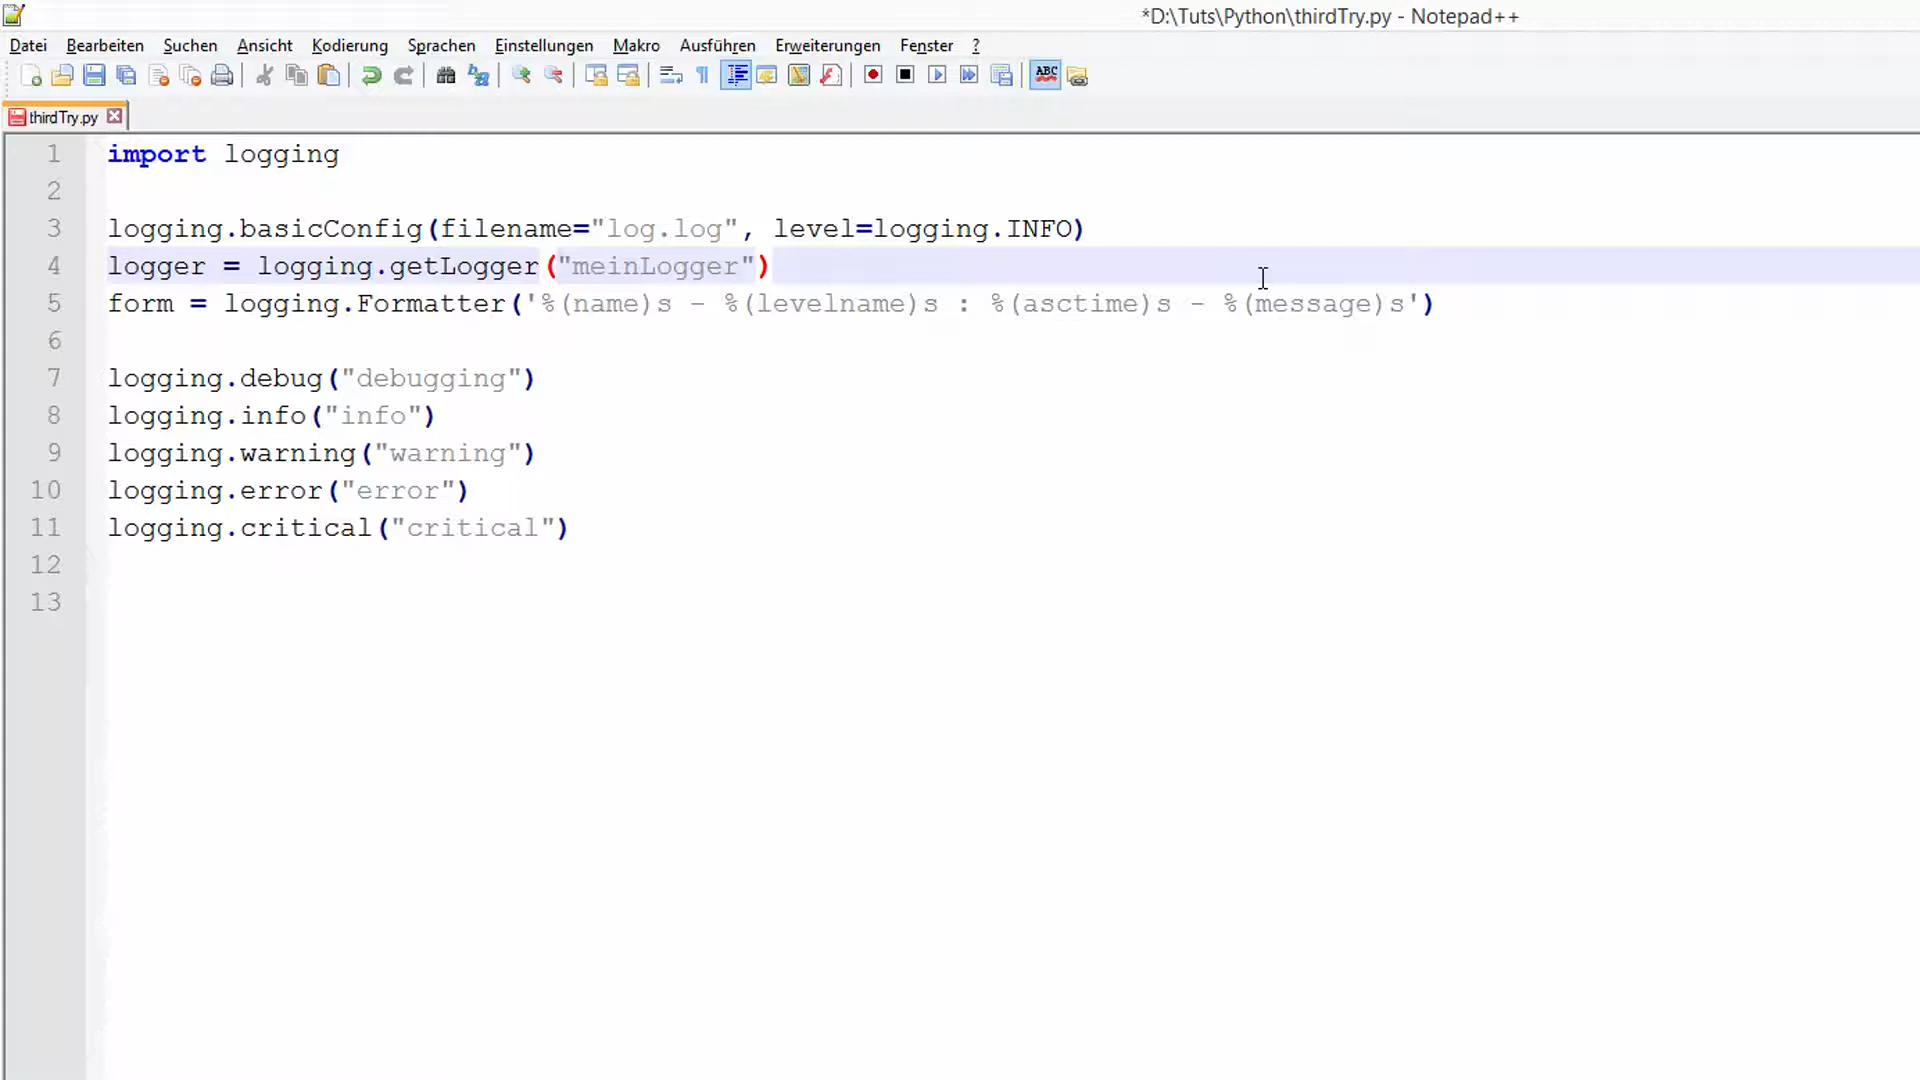 *D:\Tuts\Python\thirdTry.py - Notepad++
Datei Bearbeiten Suchen Ansicht Kodierung Sprachen Einstellungen Makro Ausführen Erweiterungen Fenster ?
ABC
thirdTry.py
1 import logging
2
3 logging.basicConfig(filename="log.log", level=logging.INFO)
4 logger = logging.getLogger("meinLogger")
5 form = logging.Formatter('%(name)s - %(levelname)s : %(asctime)s - %(message)s')
6
7 logging.debug("debugging")
8 logging.info("info")
9 logging.warning("warning")
10 logging.error("error")
11 logging.critical("critical")
12
13